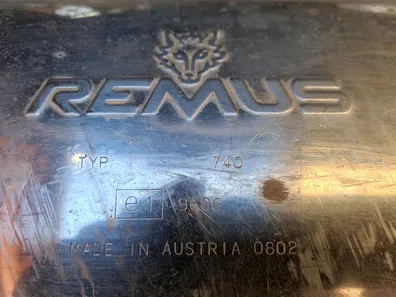 REMUS
TYP 740
e1
MADE IN AUSTRIA 0802